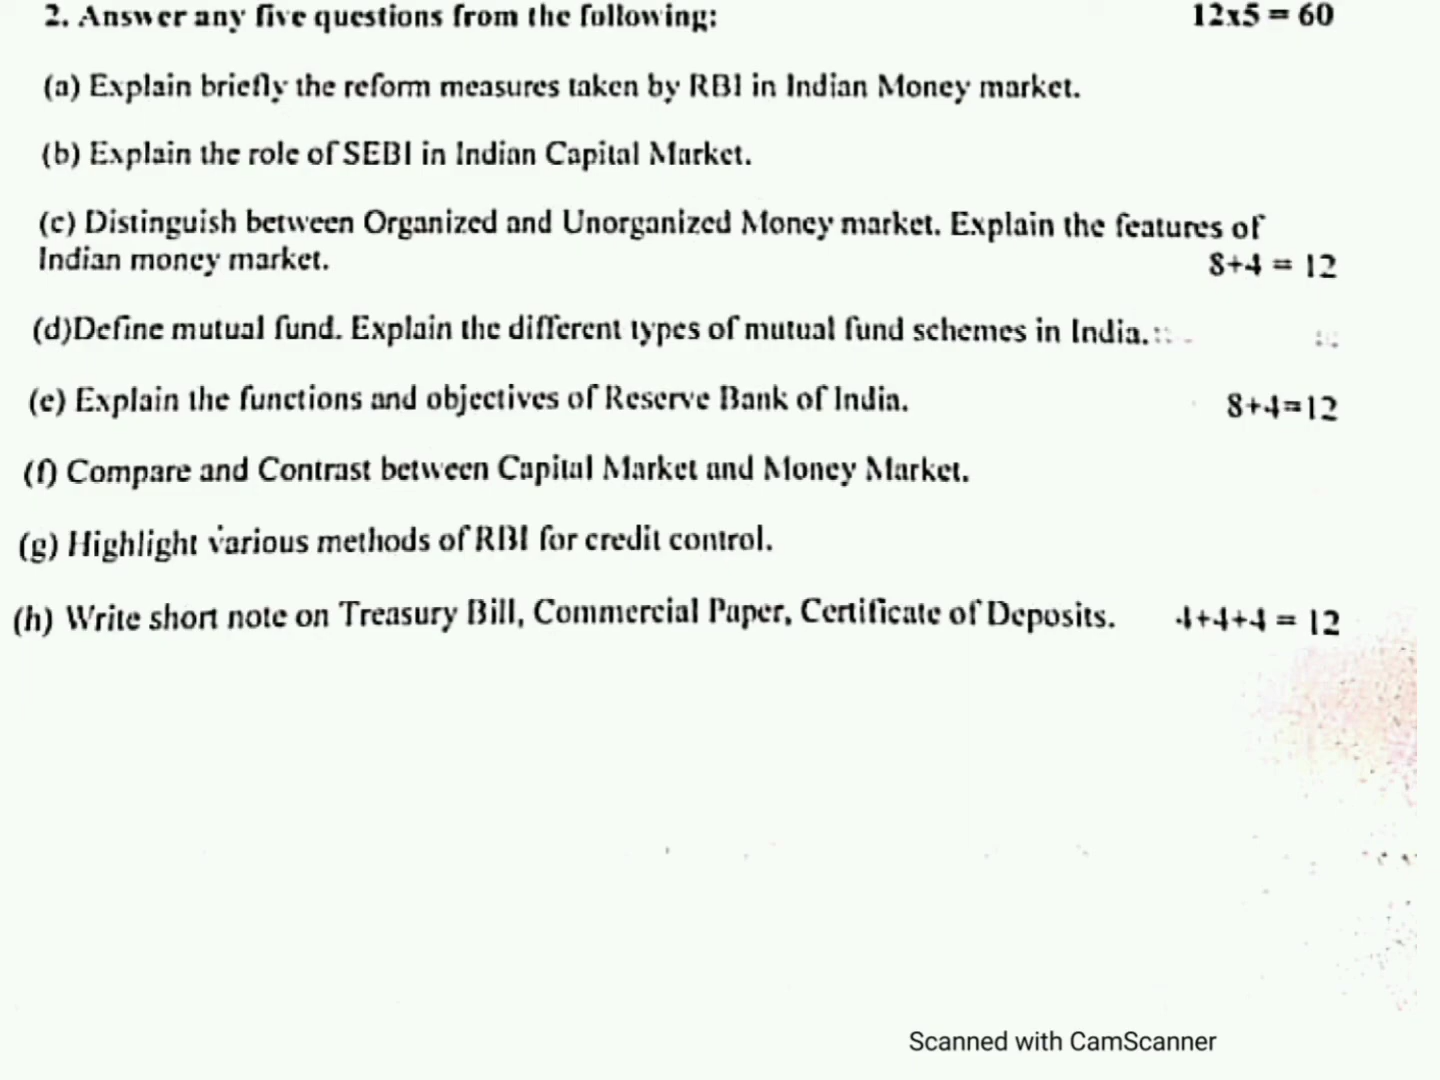 2. Answer any five questions from the following: 12x5 = 60
(a) Explain briefly the reform measures taken by RBI in Indian Money market.
(b) Explain the role of SEBI in Indian Capital Market.
(c) Distinguish between Organized and Unorganized Money market. Explain the features of
Indian money market. 8+4 = 12
(d)Define mutual fund. Explain the different types of mutual fund schemes in India.
(e) Explain the functions and objectives of Reserve Bank of India. 8+4=12
(f) Compare and Contrast between Capital Market and Money Market.
(g) Highlight various methods of RBI for credit control.
(h) Write short note on Treasury Bill, Commercial Paper, Certificate of Deposits. 4+4+4 = 12
Scanned with CamScanner